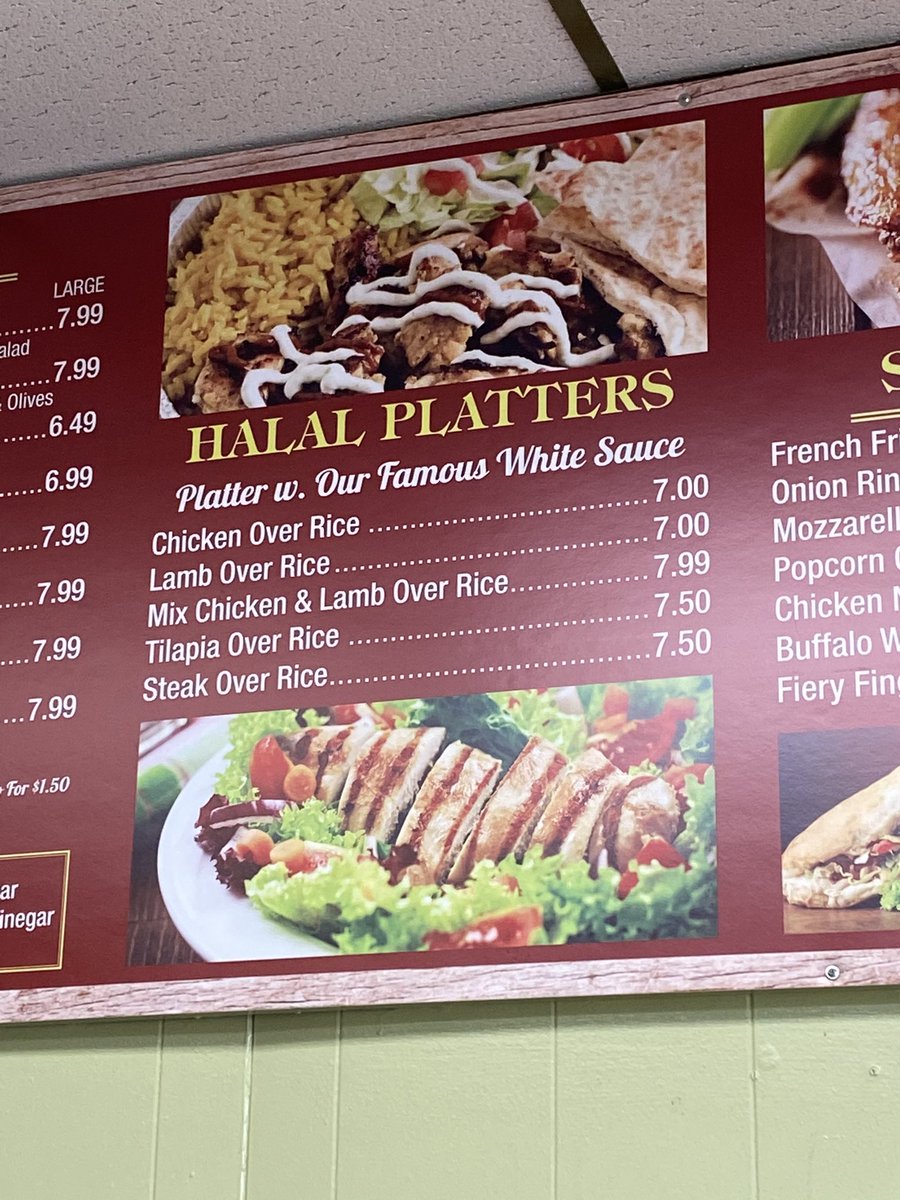 LARGE
7.99
alad
7.99
& Olives
6.49
6.99
7.99
7.99
7.99
7.99
For $1.50
ar
inegar
HALAL PLATTERS
Platter w. Our Famous White Sauce
Chicken Over Rice ........................................ 7.00
Lamb Over Rice ............................................. 7.00
Mix Chicken & Lamb Over Rice.................... 7.99
Tilapia Over Rice ........................................... 7.50
Steak Over Rice.............................................. 7.50
S
French Fri
Onion Rin
Mozzarell
Popcorn C
Chicken N
Buffalo W
Fiery Fing